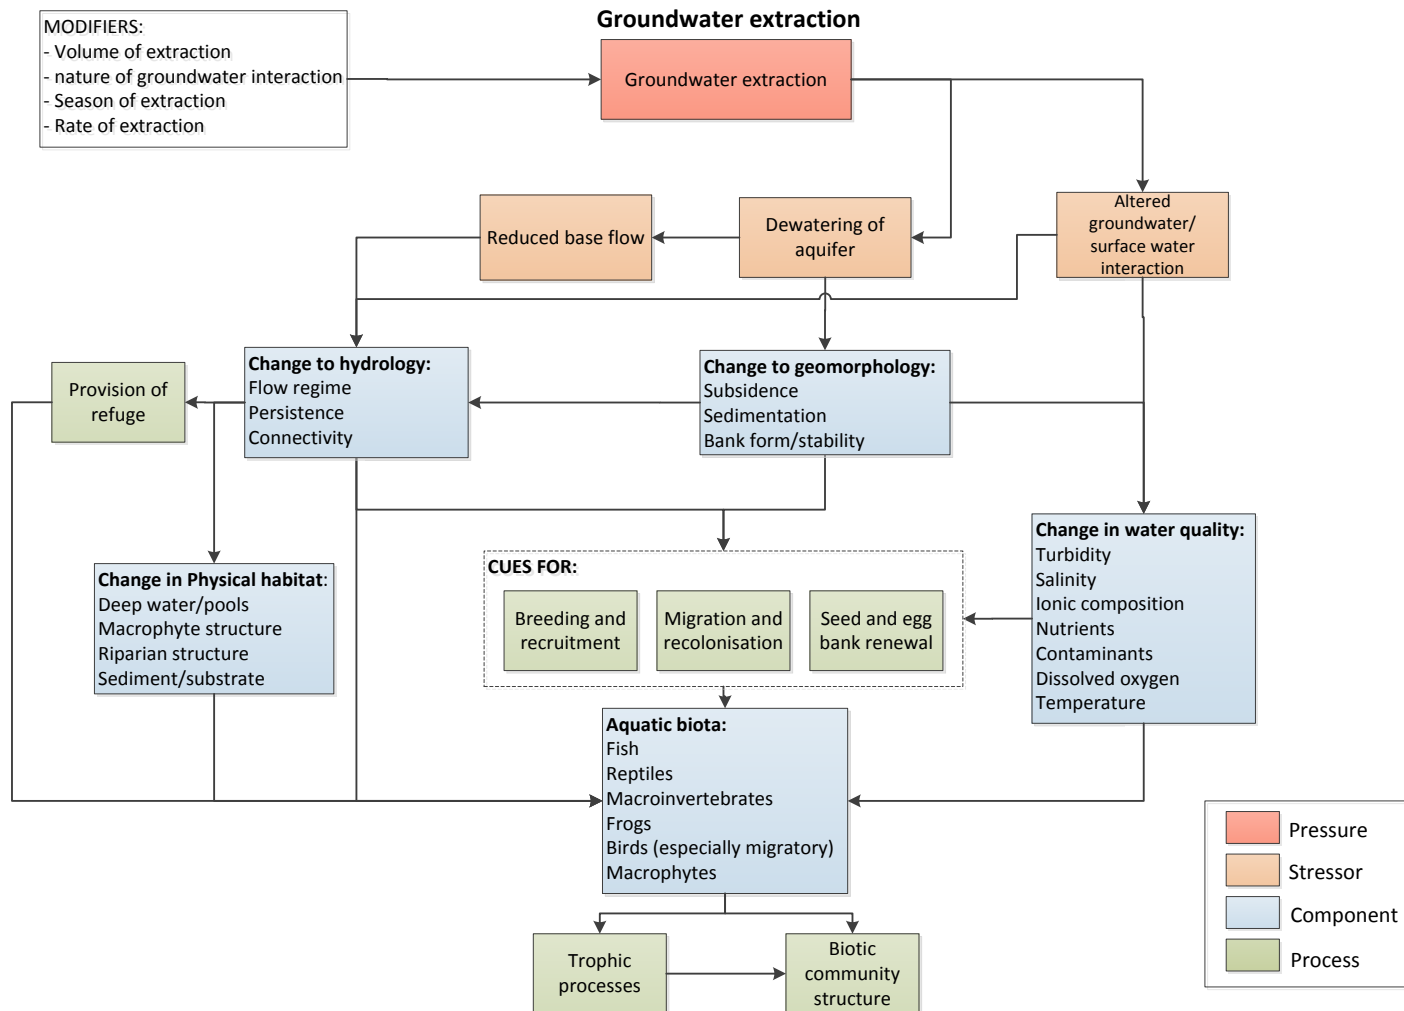 Groundwater extraction
MODIFIERS:
- Volume of extraction
- nature of groundwater interaction
- Season of extraction
- Rate of extraction
Groundwater extraction
Reduced base flow
Dewatering of
aquifer
Altered
groundwater/
surface water
interaction
Provision of
refuge
Change to hydrology:
Flow regime
Persistence
Connectivity
Change to geomorphology:
Subsidence
Sedimentation
Bank form/stability
Change in Physical habitat:
Deep water/pools
Macrophyte structure
Riparian structure
Sediment/substrate
CUES FOR:
Breeding and
recruitment
Migration and
recolonisation
Seed and egg
bank renewal
Change in water quality:
Turbidity
Salinity
Ionic composition
Nutrients
Contaminants
Dissolved oxygen
Temperature
Aquatic biota:
Fish
Reptiles
Macroinvertebrates
Frogs
Birds (especially migratory)
Macrophytes
Trophic
processes
Biotic
community
structure
Pressure
Stressor
Component
Process